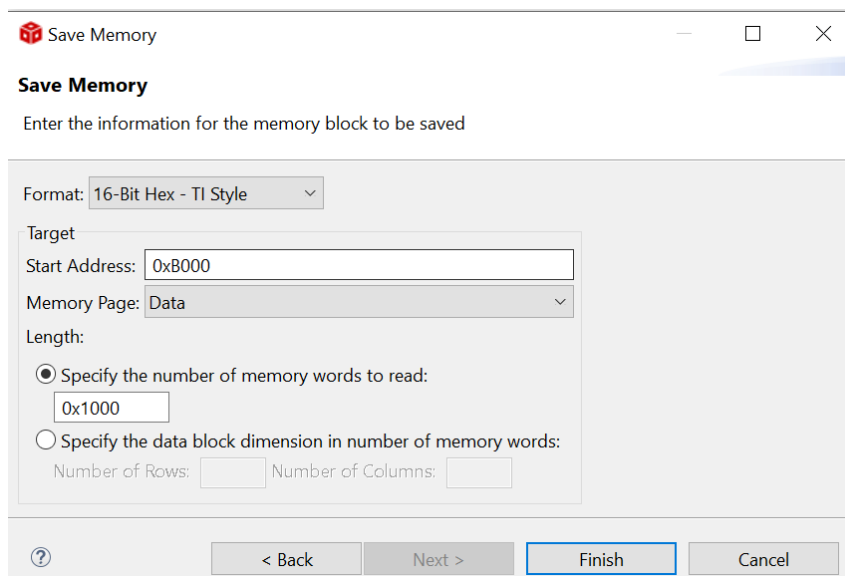 Save Memory
Save Memory
Enter the information for the memory block to be saved
Format: 16-Bit Hex - TI Style
Target
Start Address: 0xB000
Memory Page: Data
Length:
Specify the number of memory words to read:
0x1000
Specify the data block dimension in number of memory words:
Number of Rows: Number of Columns:
? < Back Next > Finish Cancel